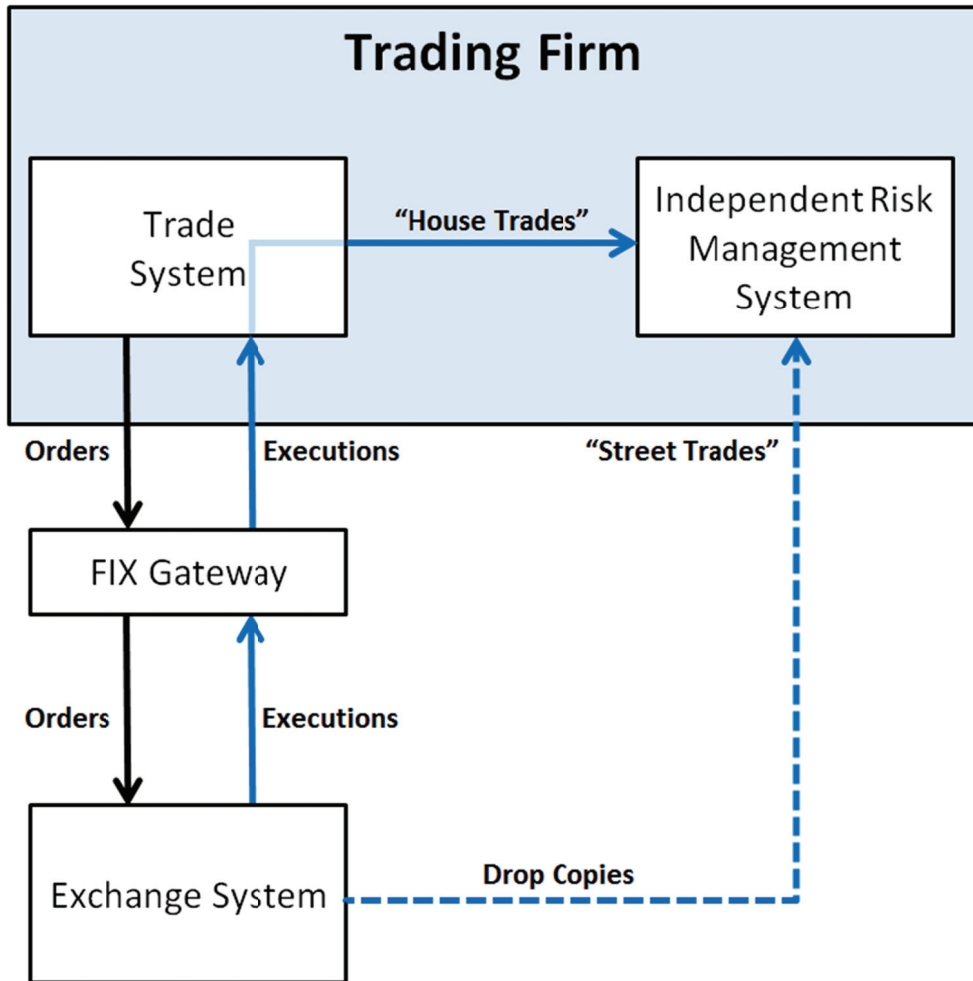 Trading Firm
Trade
System
“House Trades”
Independent Risk
Management
System
Orders
Executions
“Street Trades”
FIX Gateway
Orders
Executions
Exchange System
Drop Copies